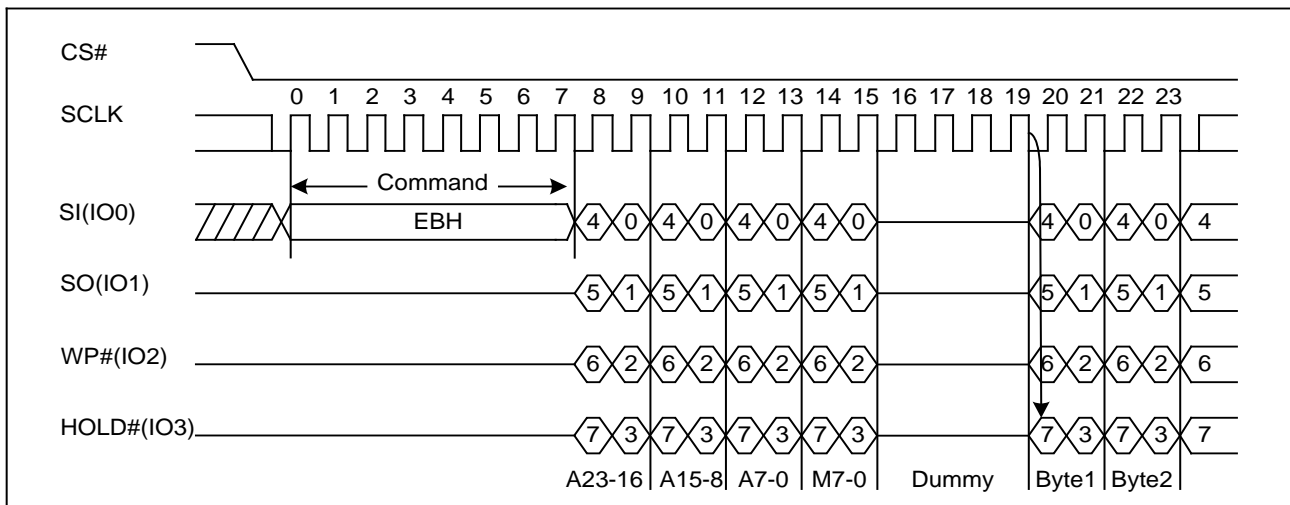 CS#
0 1 2 3 4 5 6 7 8 9 10 11 12 13 14 15 16 17 18 19 20 21 22 23
SCLK
Command
SI(IO0) EBH 4 0 4 0 4 0 4 0 4 0 4 0 4
SO(IO1) 5 1 5 1 5 1 5 1 5 1 5 1 5
WP#(IO2) 6 2 6 2 6 2 6 2 6 2 6 2 6
HOLD#(IO3) 7 3 7 3 7 3 7 3 7 3 7 3 7
A23-16 A15-8 A7-0 M7-0 Dummy Byte1 Byte2